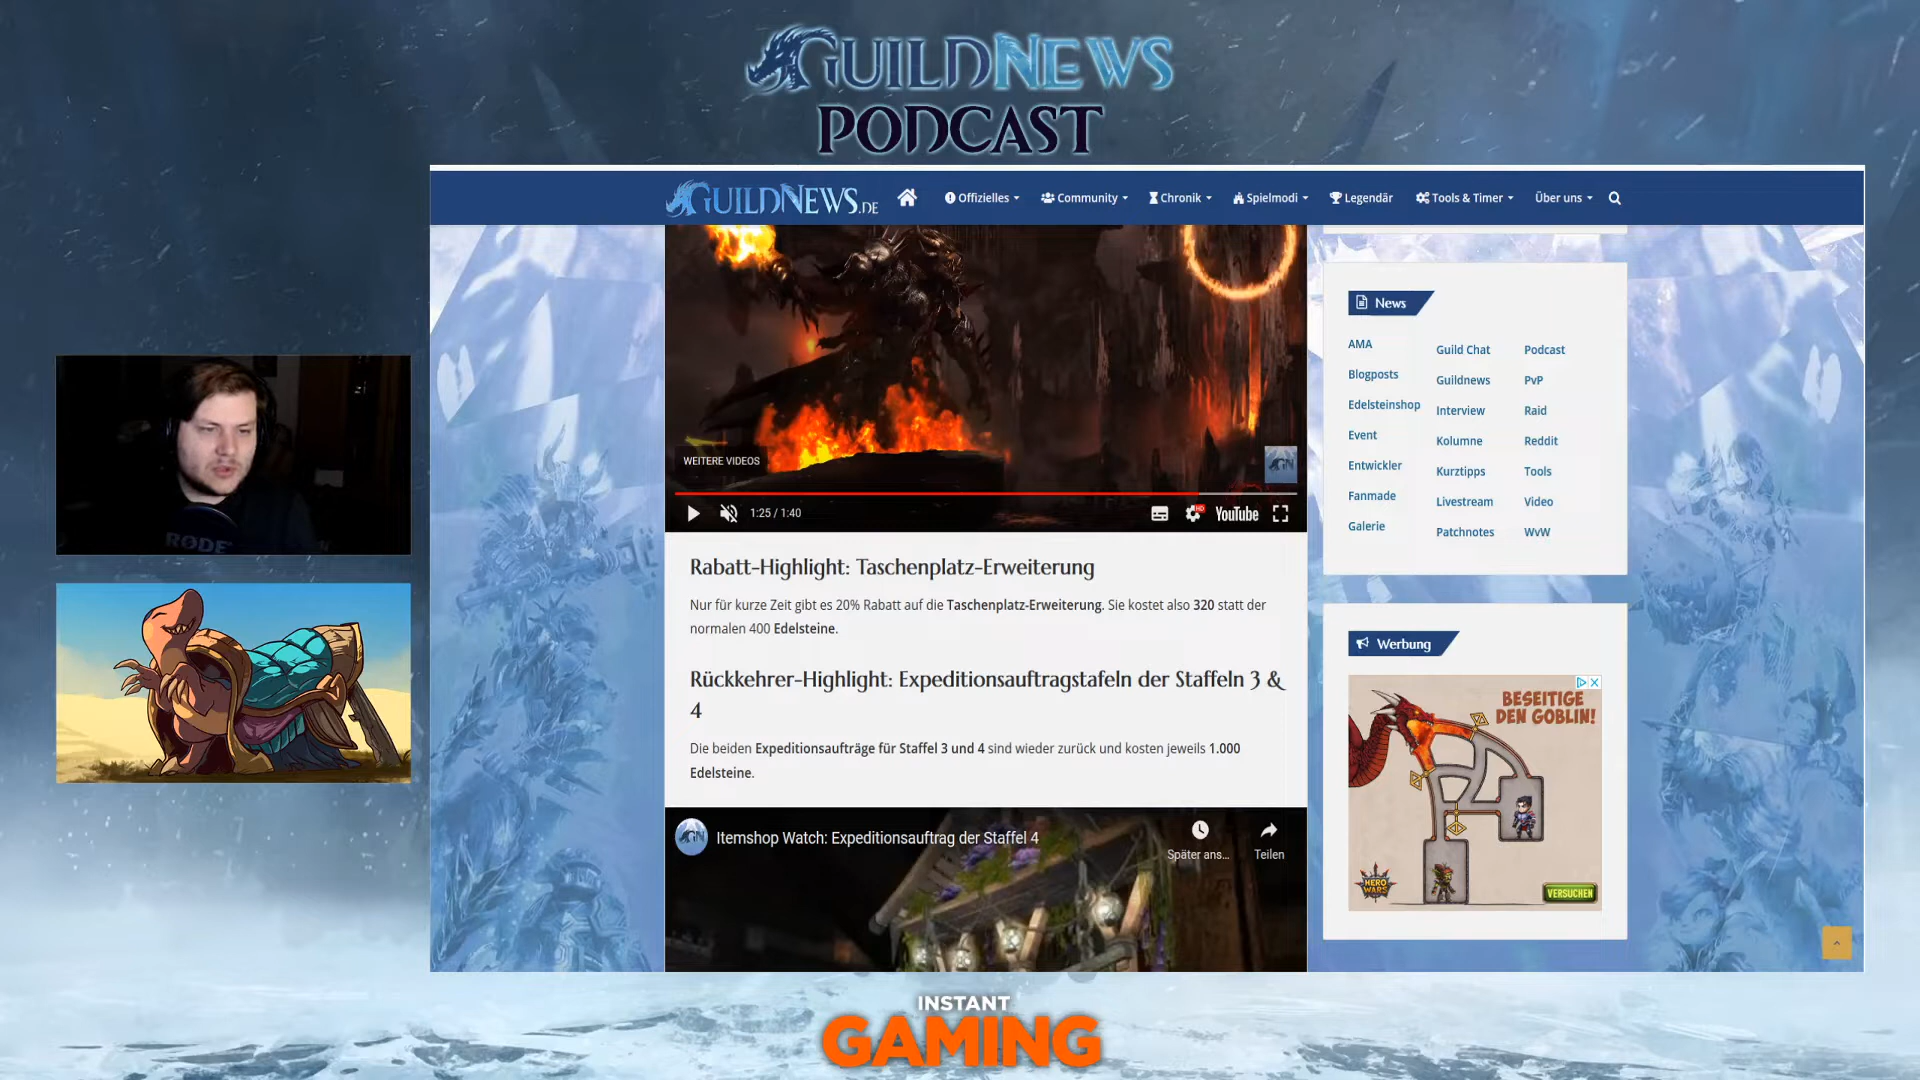 GUILDNEWS
PODCAST
GUILDNEWS.DE
Offizielles
Community
Chronik
Spielmodi
Legendär
Tools & Timer
Über uns
WEITERE VIDEOS
GN
1:25 / 1:40
HD
YouTube
Rabatt-Highlight: Taschenplatz-Erweiterung
Nur für kurze Zeit gibt es 20% Rabatt auf die Taschenplatz-Erweiterung. Sie kostet also 320 statt der
normalen 400 Edelsteine.
Rückkehrer-Highlight: Expeditionsauftragstafeln der Staffeln 3 &
4
Die beiden Expeditionsaufträge für Staffel 3 und 4 sind wieder zurück und kosten jeweils 1.000
Edelsteine.
GN
Itemshop Watch: Expeditionsauftrag der Staffel 4
Später ans...
Teilen
News
AMA
Blogposts
Edelsteinshop
Event
Entwickler
Fanmade
Galerie
Guild Chat
Guildnews
Interview
Kolumne
Kurztipps
Livestream
Patchnotes
Podcast
PvP
Raid
Reddit
Tools
Video
WvW
Werbung
BESEITIGE
DEN GOBLIN!
HERO
WARS
VERSUCHEN
RØDE
INSTANT
GAMING